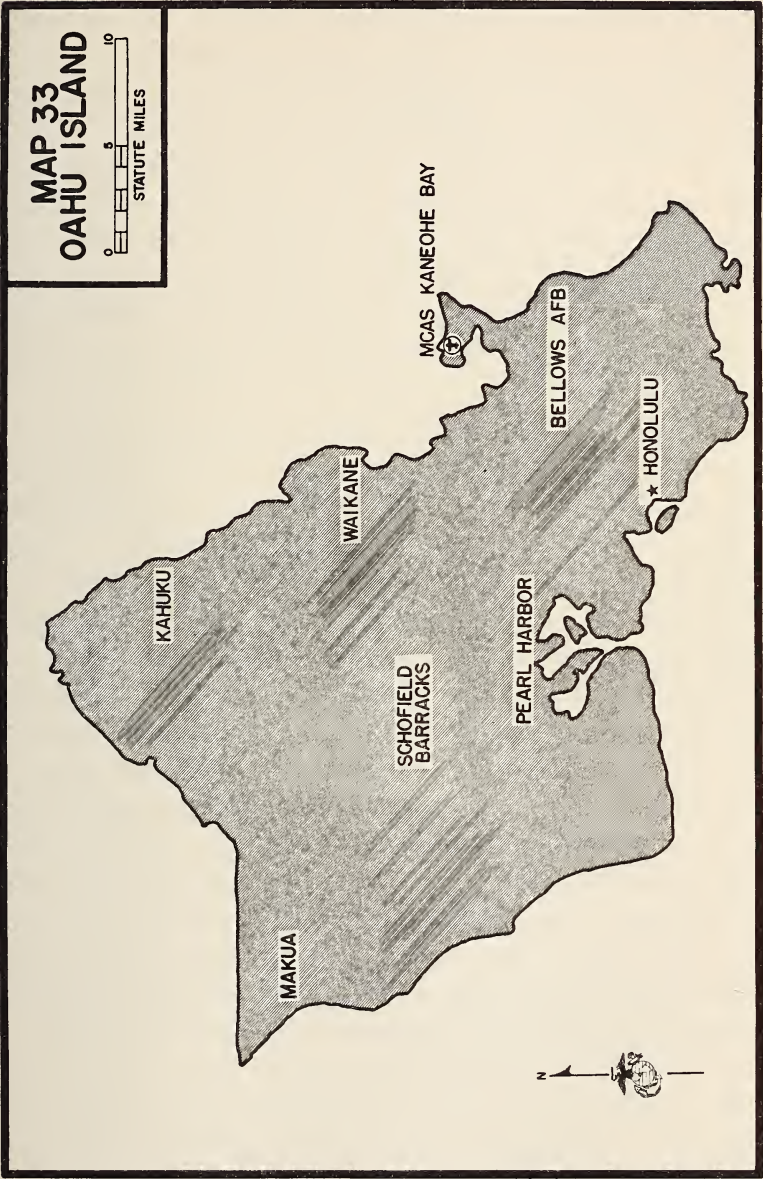 MAP 33
OAHU ISLAND
0 5 10
STATUTE MILES
KAHUKU
WAIKANE
MCAS KANEOHE BAY
MAKUA
SCHOFIELD
BARRACKS
BELLOWS AFB
PEARL HARBOR
HONOLULU
N